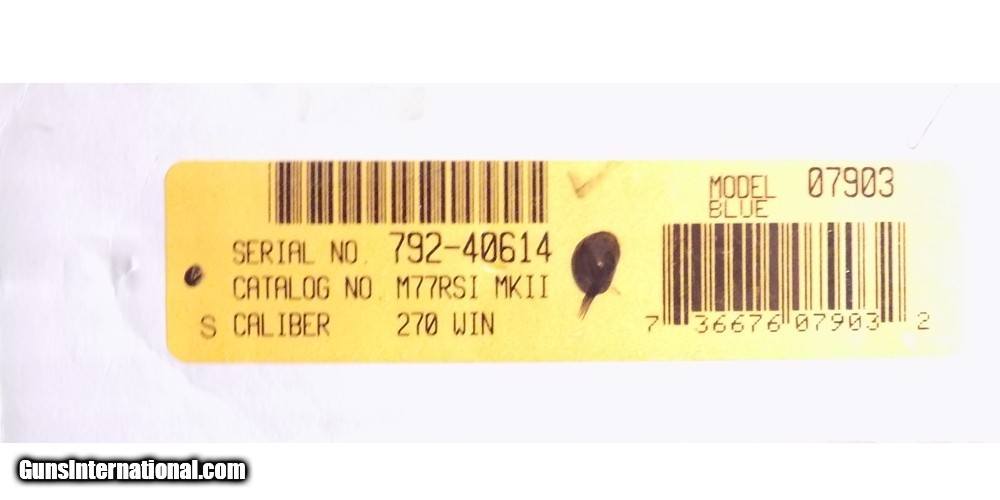 MODEL 07903
BLUE
SERIAL NO. 792-40614
CATALOG NO M77RSI MKII
S CALIBER 270 WIN
7 36676 07903 2
GunsInternational.com